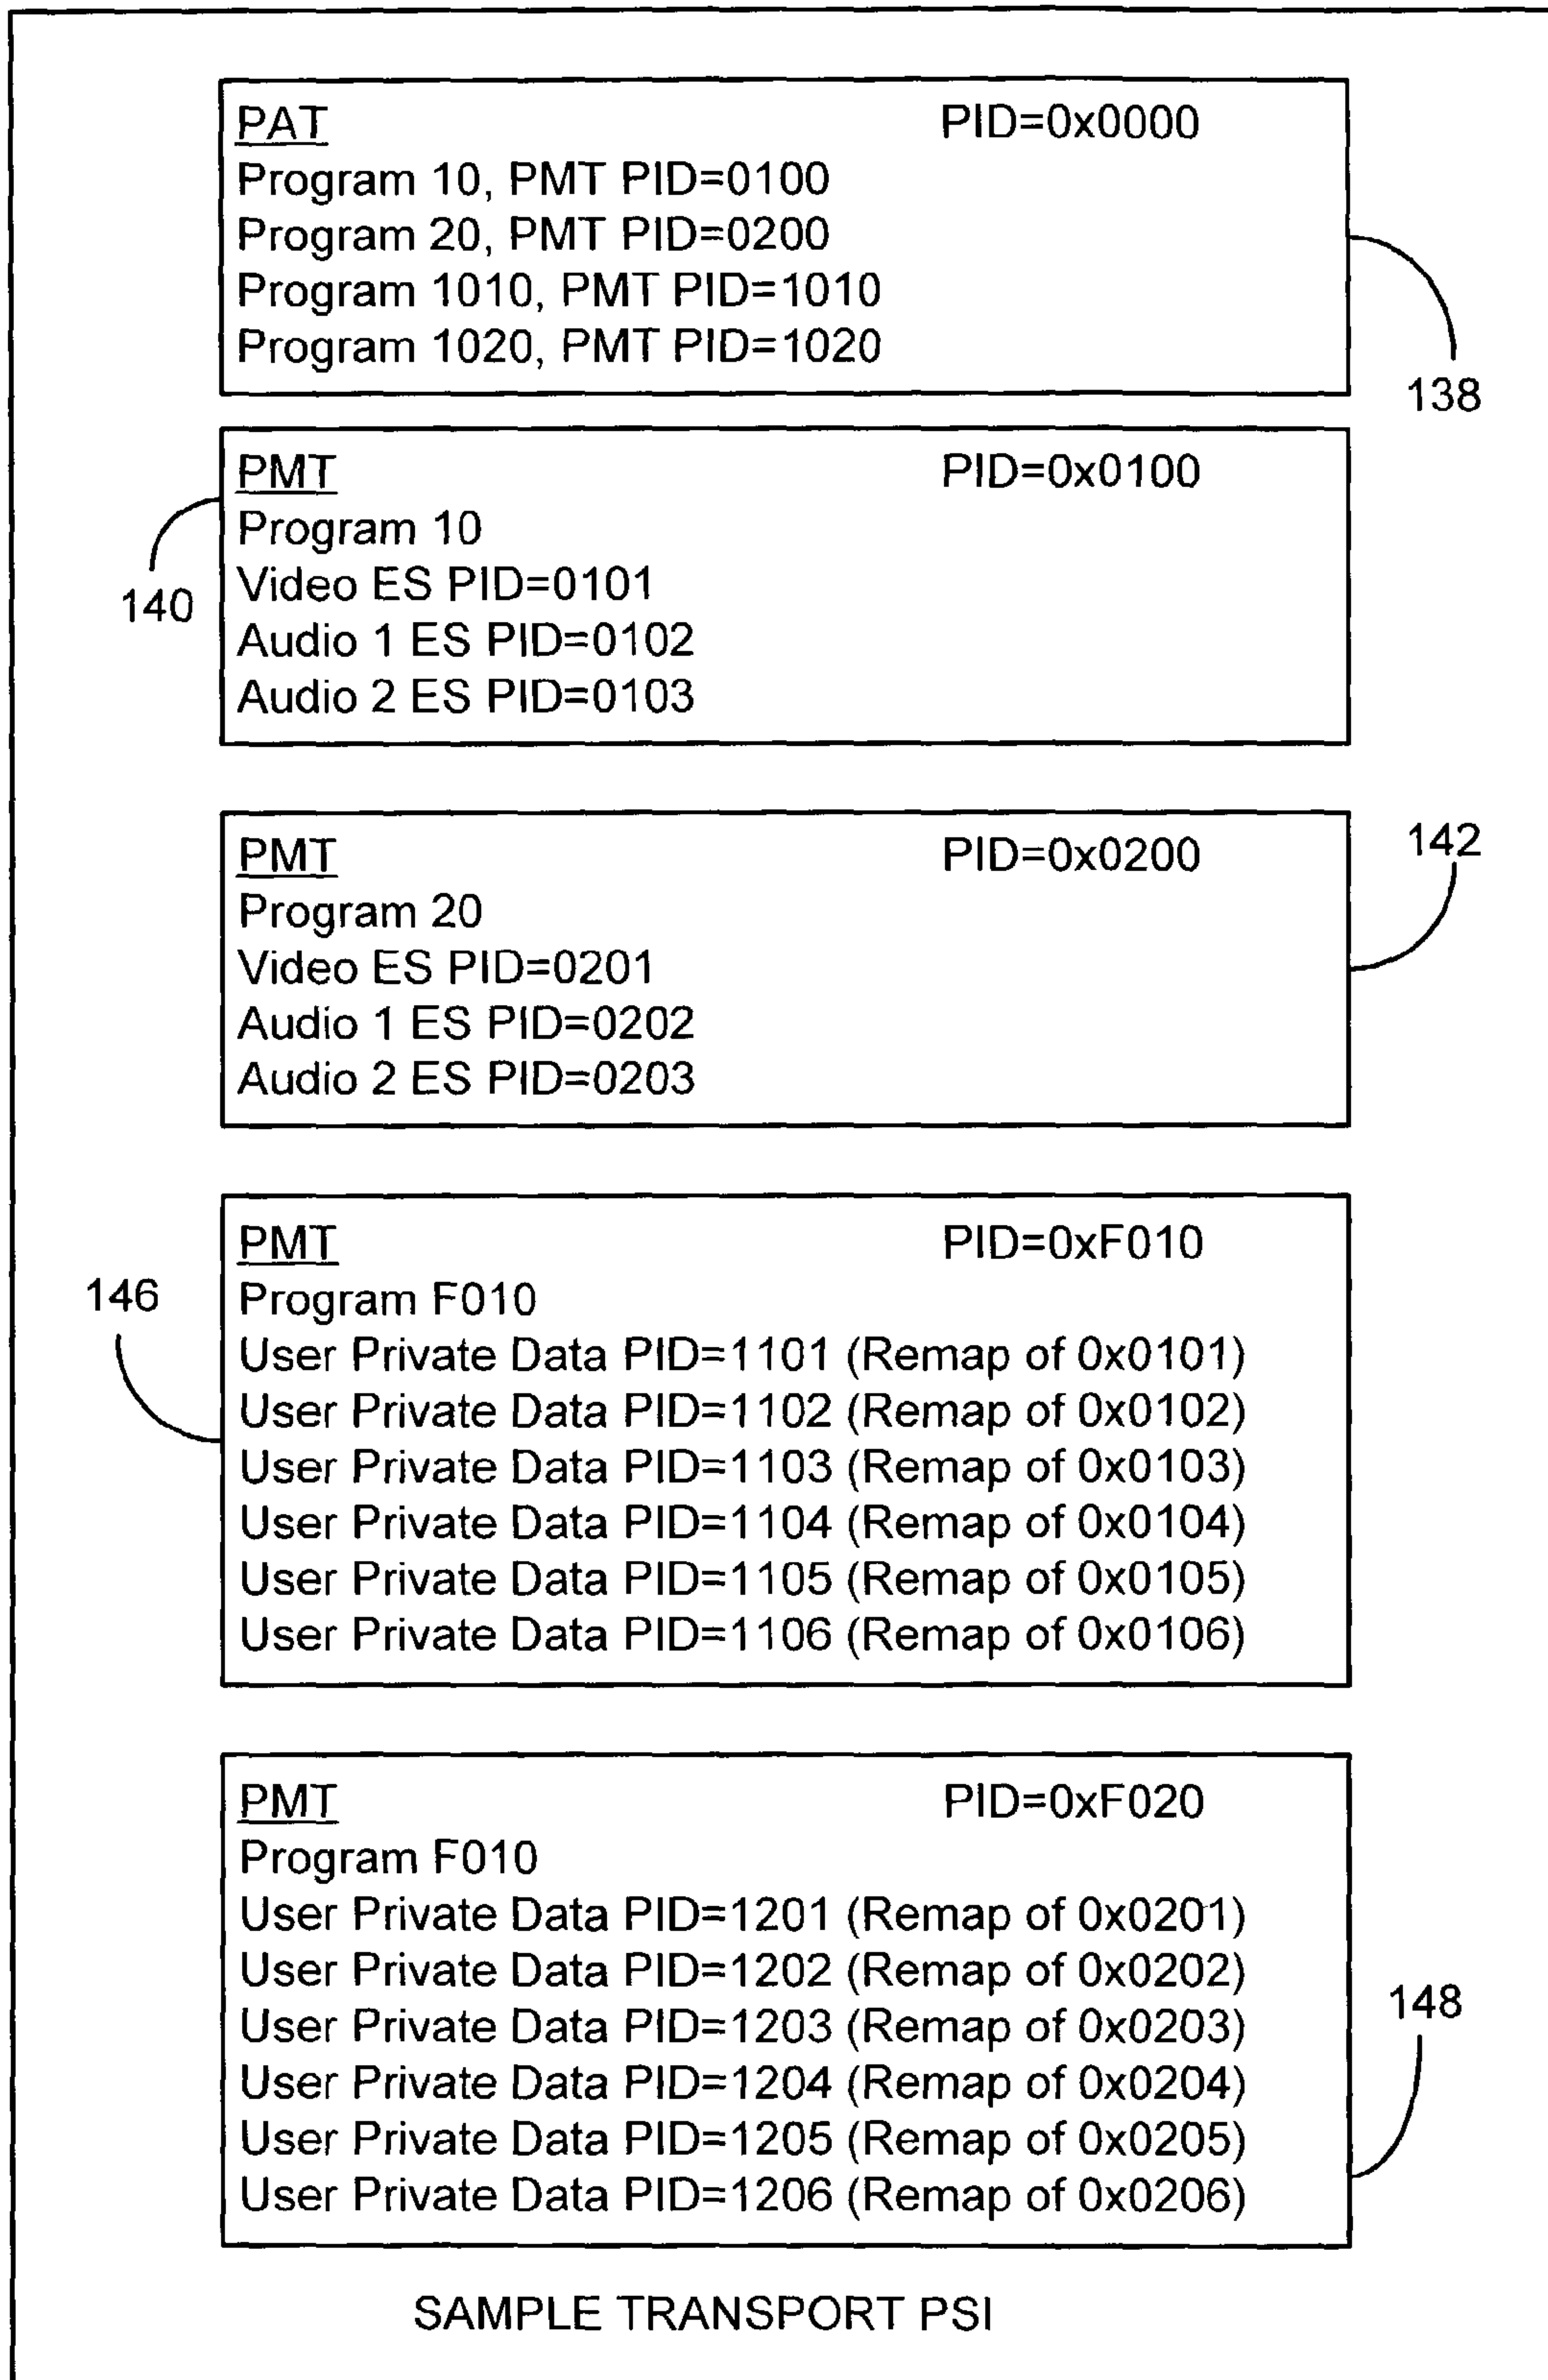 PAT PID=0x0000
Program 10, PMT PID=0100
Program 20, PMT PID=0200
Program 1010, PMT PID=1010
Program 1020, PMT PID=1020
138
PMT PID=0x0100
Program 10
Video ES PID=0101
Audio 1 ES PID=0102
Audio 2 ES PID=0103
140
PMT PID=0x0200
Program 20
Video ES PID=0201
Audio 1 ES PID=0202
Audio 2 ES PID=0203
142
PMT PID=0xF010
Program F010
User Private Data PID=1101 (Remap of 0x0101)
User Private Data PID=1102 (Remap of 0x0102)
User Private Data PID=1103 (Remap of 0x0103)
User Private Data PID=1104 (Remap of 0x0104)
User Private Data PID=1105 (Remap of 0x0105)
User Private Data PID=1106 (Remap of 0x0106)
146
PMT PID=0xF020
Program F010
User Private Data PID=1201 (Remap of 0x0201)
User Private Data PID=1202 (Remap of 0x0202)
User Private Data PID=1203 (Remap of 0x0203)
User Private Data PID=1204 (Remap of 0x0204)
User Private Data PID=1205 (Remap of 0x0205)
User Private Data PID=1206 (Remap of 0x0206)
148
SAMPLE TRANSPORT PSI